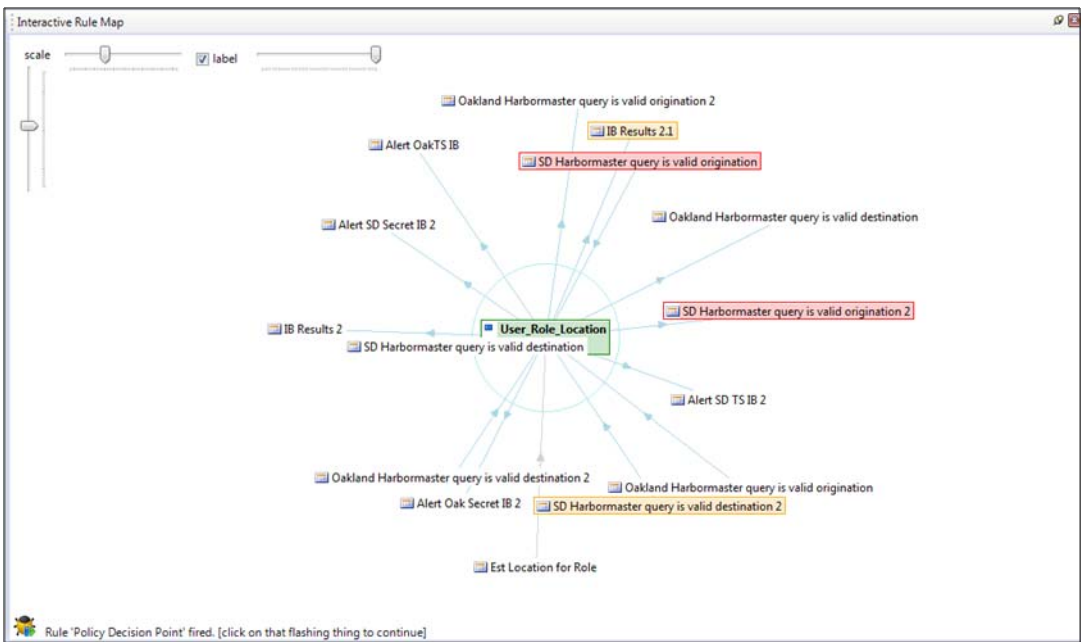 Interactive Rule Map
scale
label
Oakland Harbormaster query is valid origination 2
IB Results 2.1
Alert OakTS IB
SD Harbormaster query is valid origination
Oakland Harbormaster query is valid destination
Alert SD Secret IB 2
SD Harbormaster query is valid origination 2
IB Results 2
User_Role_Location
SD Harbormaster query is valid destination
Alert SD TS IB 2
Oakland Harbormaster query is valid destination 2
Oakland Harbormaster query is valid origination
Alert Oak Secret IB 2
SD Harbormaster query is valid destination 2
Est Location for Role
Rule 'Policy Decision Point' fired. [click on that flashing thing to continue]